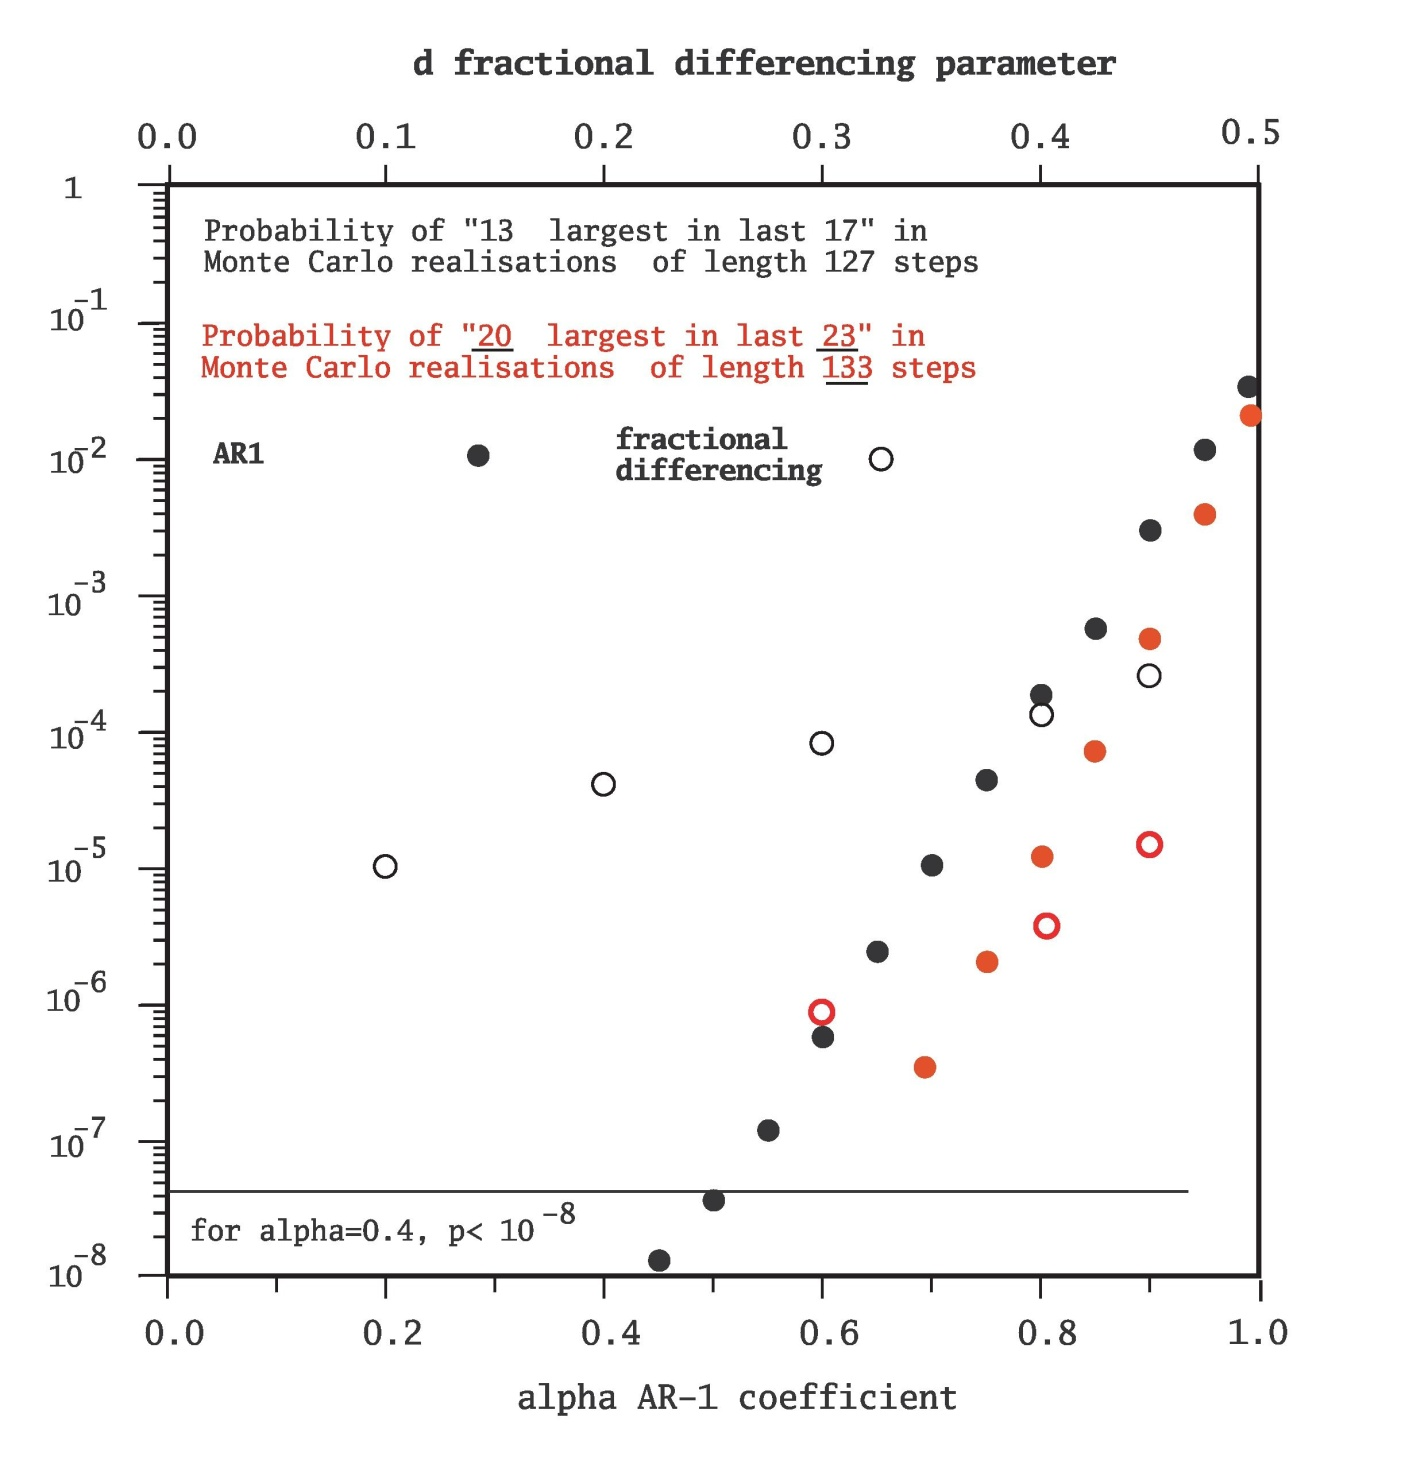 d fractional differencing parameter
0.0 0.1 0.2 0.3 0.4 0.5
1
Probability of "13 largest in last 17" in
Monte Carlo realisations of length 127 steps
10^-1
Probability of "20 largest in last 23" in
Monte Carlo realisations of length 133 steps
AR1
fractional
differencing
10^-2
10^-3
10^-4
10^-5
10^-6
10^-7
for alpha=0.4, p< 10^-8
10^-8
0.0 0.2 0.4 0.6 0.8 1.0
alpha AR-1 coefficient